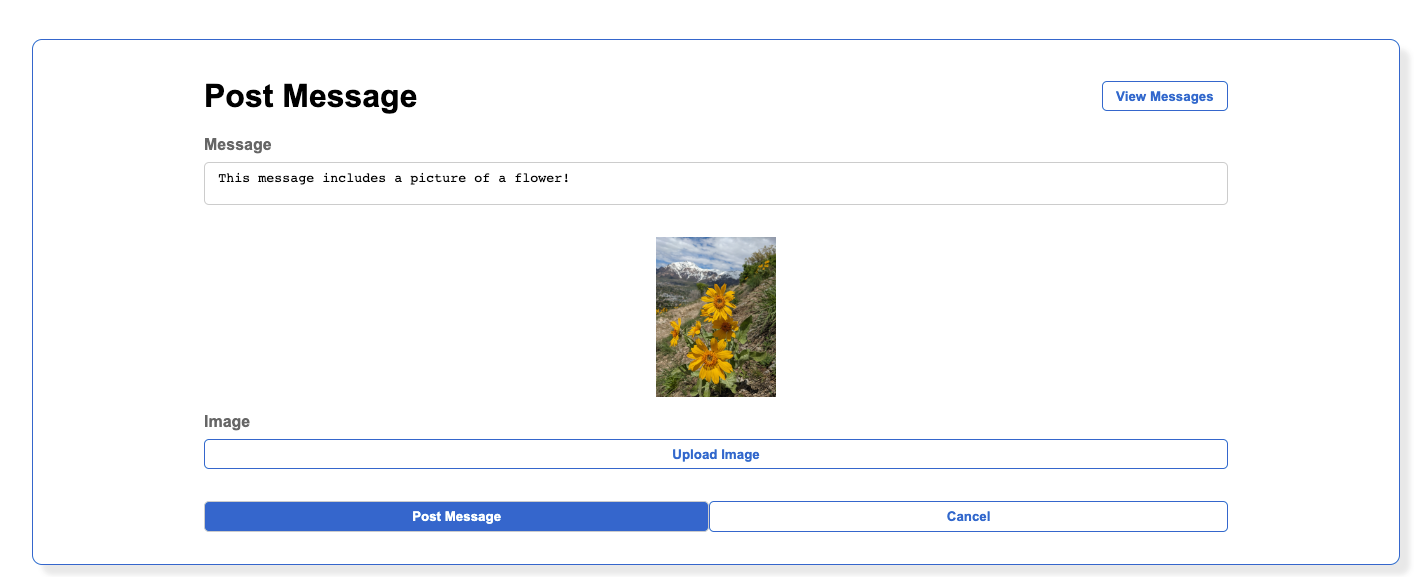 Post Message
View Messages
Message
This message includes a picture of a flower!
Image
Upload Image
Post Message
Cancel